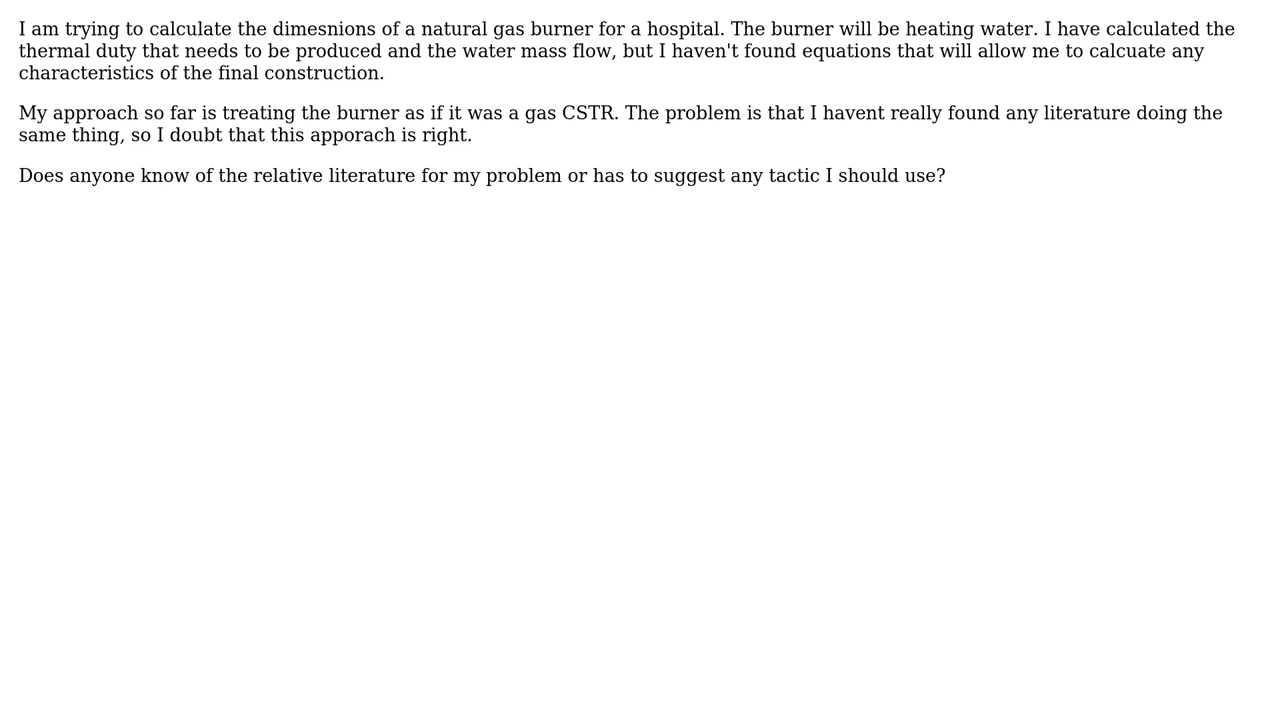 I am trying to calculate the dimesnions of a natural gas burner for a hospital. The burner will be heating water. I have calculated the
thermal duty that needs to be produced and the water mass flow, but I haven't found equations that will allow me to calcuate any
characteristics of the final construction.
My approach so far is treating the burner as if it was a gas CSTR. The problem is that I havent really found any literature doing the
same thing, so I doubt that this apporach is right.
Does anyone know of the relative literature for my problem or has to suggest any tactic I should use?